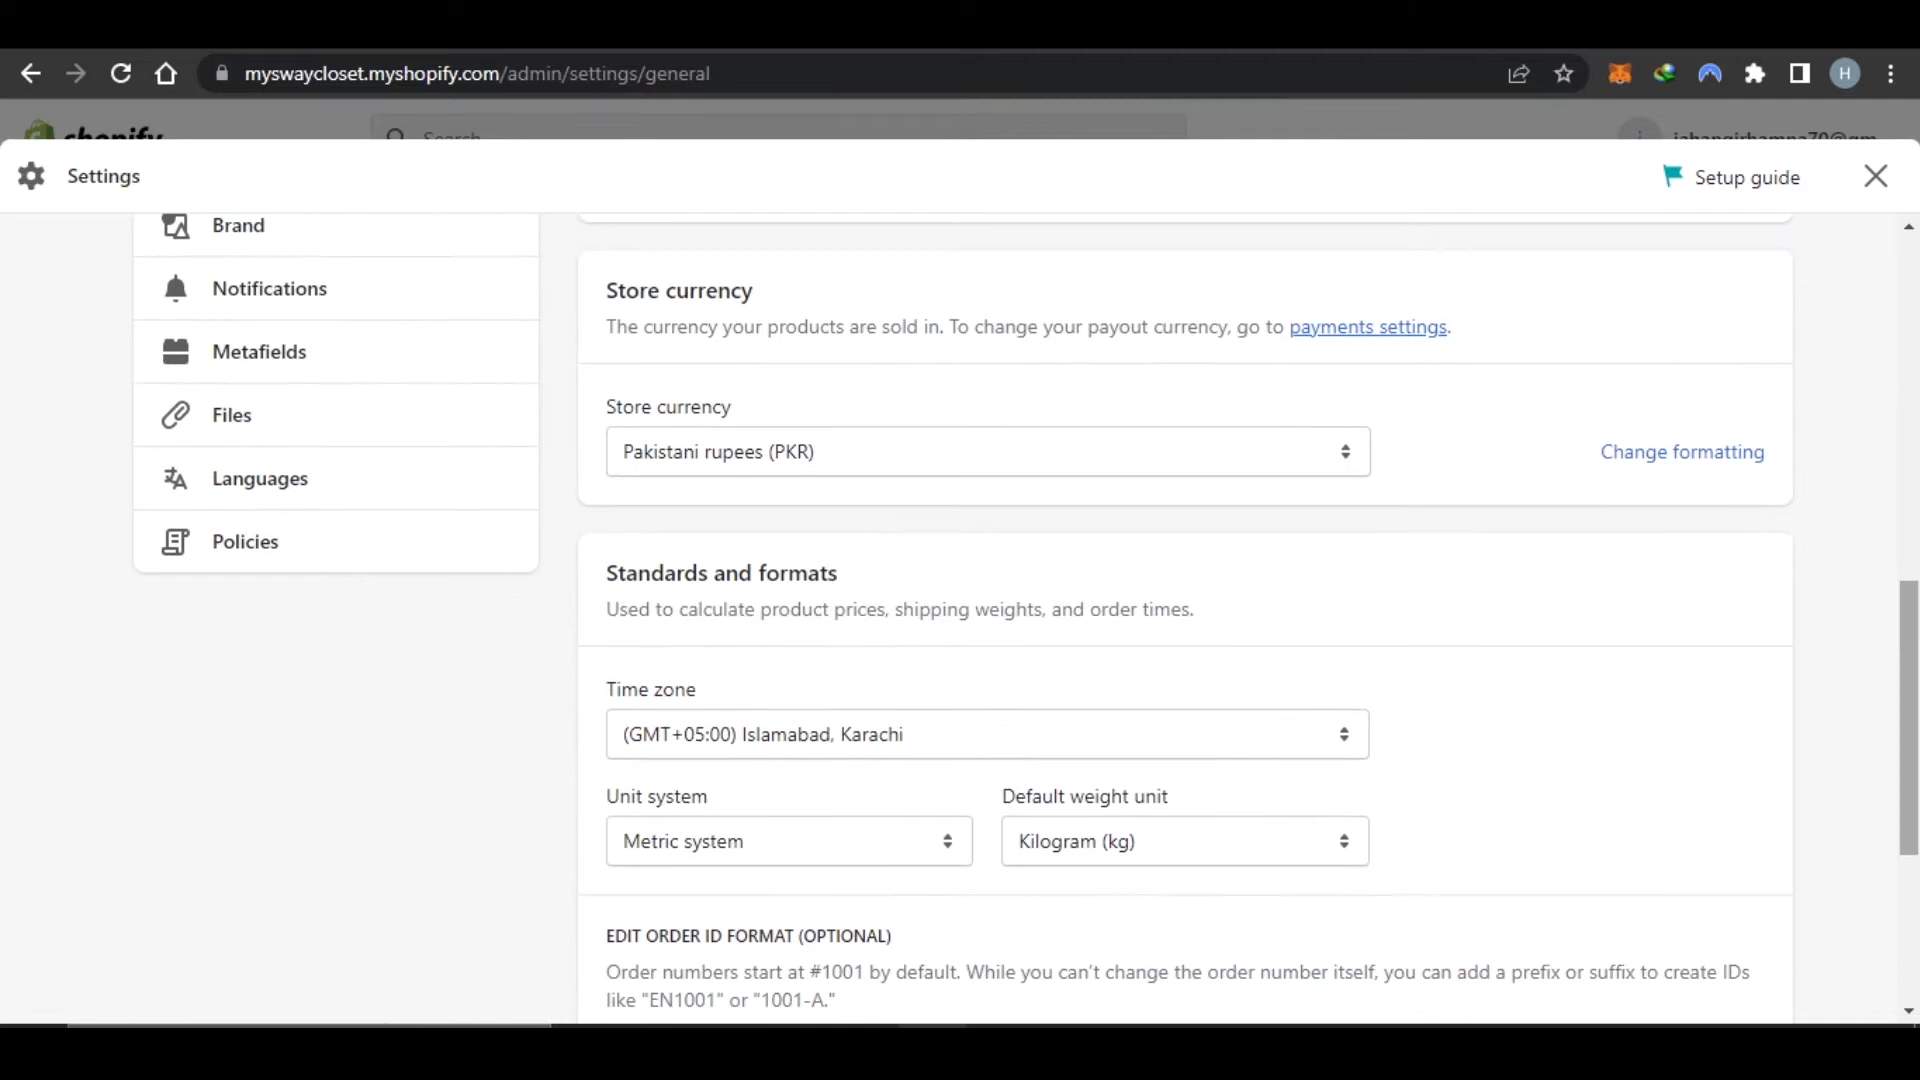 myswaycloset.myshopify.com/admin/settings/general
H
shopify
Search
Settings
Setup guide
Brand
Notifications
Metafields
Files
Languages
Policies
Store currency
The currency your products are sold in. To change your payout currency, go to payments settings.
Store currency
Pakistani rupees (PKR)
Change formatting
Standards and formats
Used to calculate product prices, shipping weights, and order times.
Time zone
(GMT+05:00) Islamabad, Karachi
Unit system
Default weight unit
Metric system
Kilogram (kg)
EDIT ORDER ID FORMAT (OPTIONAL)
Order numbers start at #1001 by default. While you can't change the order number itself, you can add a prefix or suffix to create IDs
like "EN1001" or "1001-A."